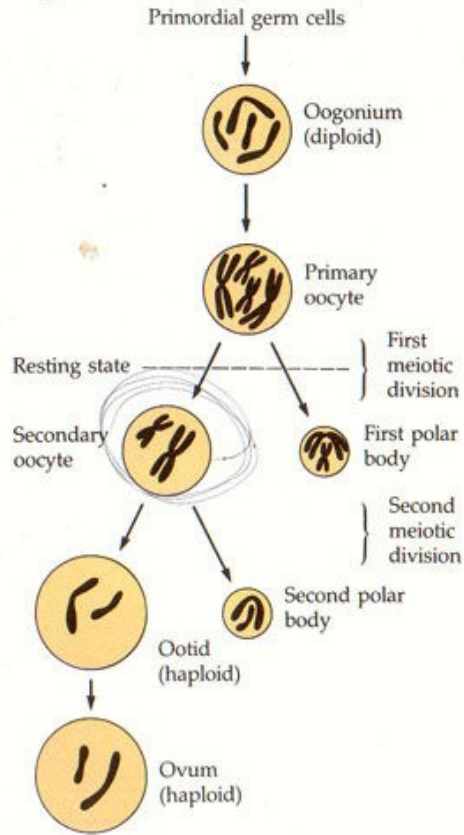 Primordial germ cells
Oogonium
(diploid)
Primary
oocyte
First
meiotic
division
Resting state
Secondary
oocyte
First polar
body
Second
meiotic
division
Second polar
body
Ootid
(haploid)
Ovum
(haploid)